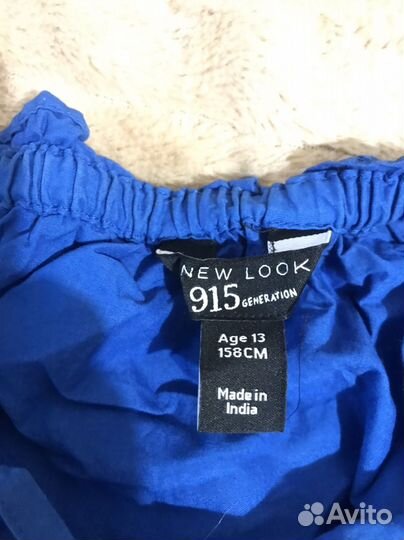 NEW LOOK
915 GENERATION
Age 13
158CM
Made in
India
Avito